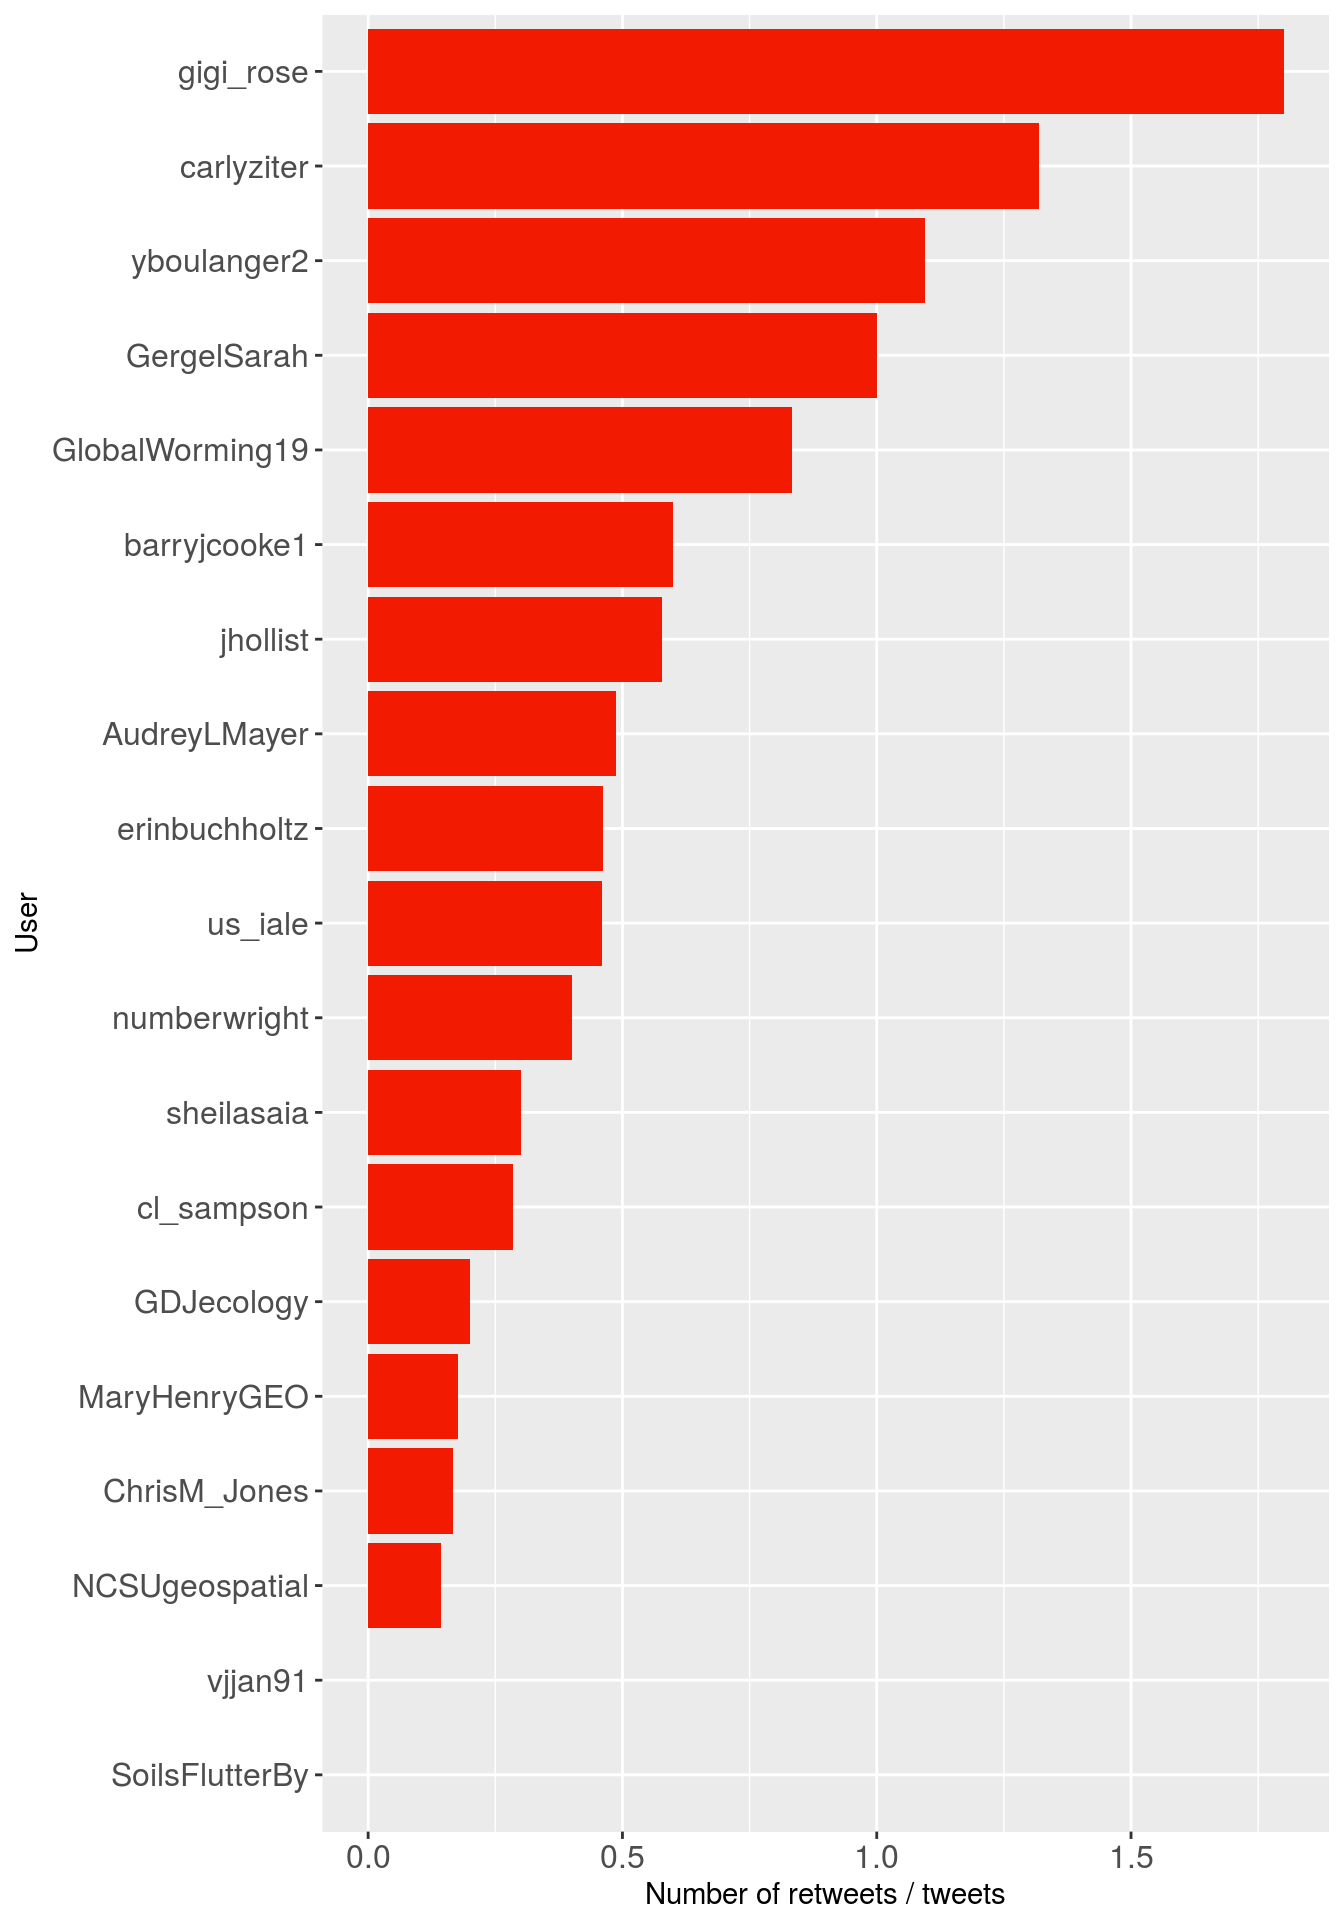 gigi_rose
carlyziter
yboulanger2
GergelSarah
GlobalWorming19
barryjcooke1
jhollist
AudreyLMayer
erinbuchholtz
us_iale
numberwright
sheilasaia
cl_sampson
GDJecology
MaryHenryGEO
ChrisM_Jones
NCSUgeospatial
vjjan91
SoilsFlutterBy
User
0.0 0.5 1.0 1.5
Number of retweets / tweets